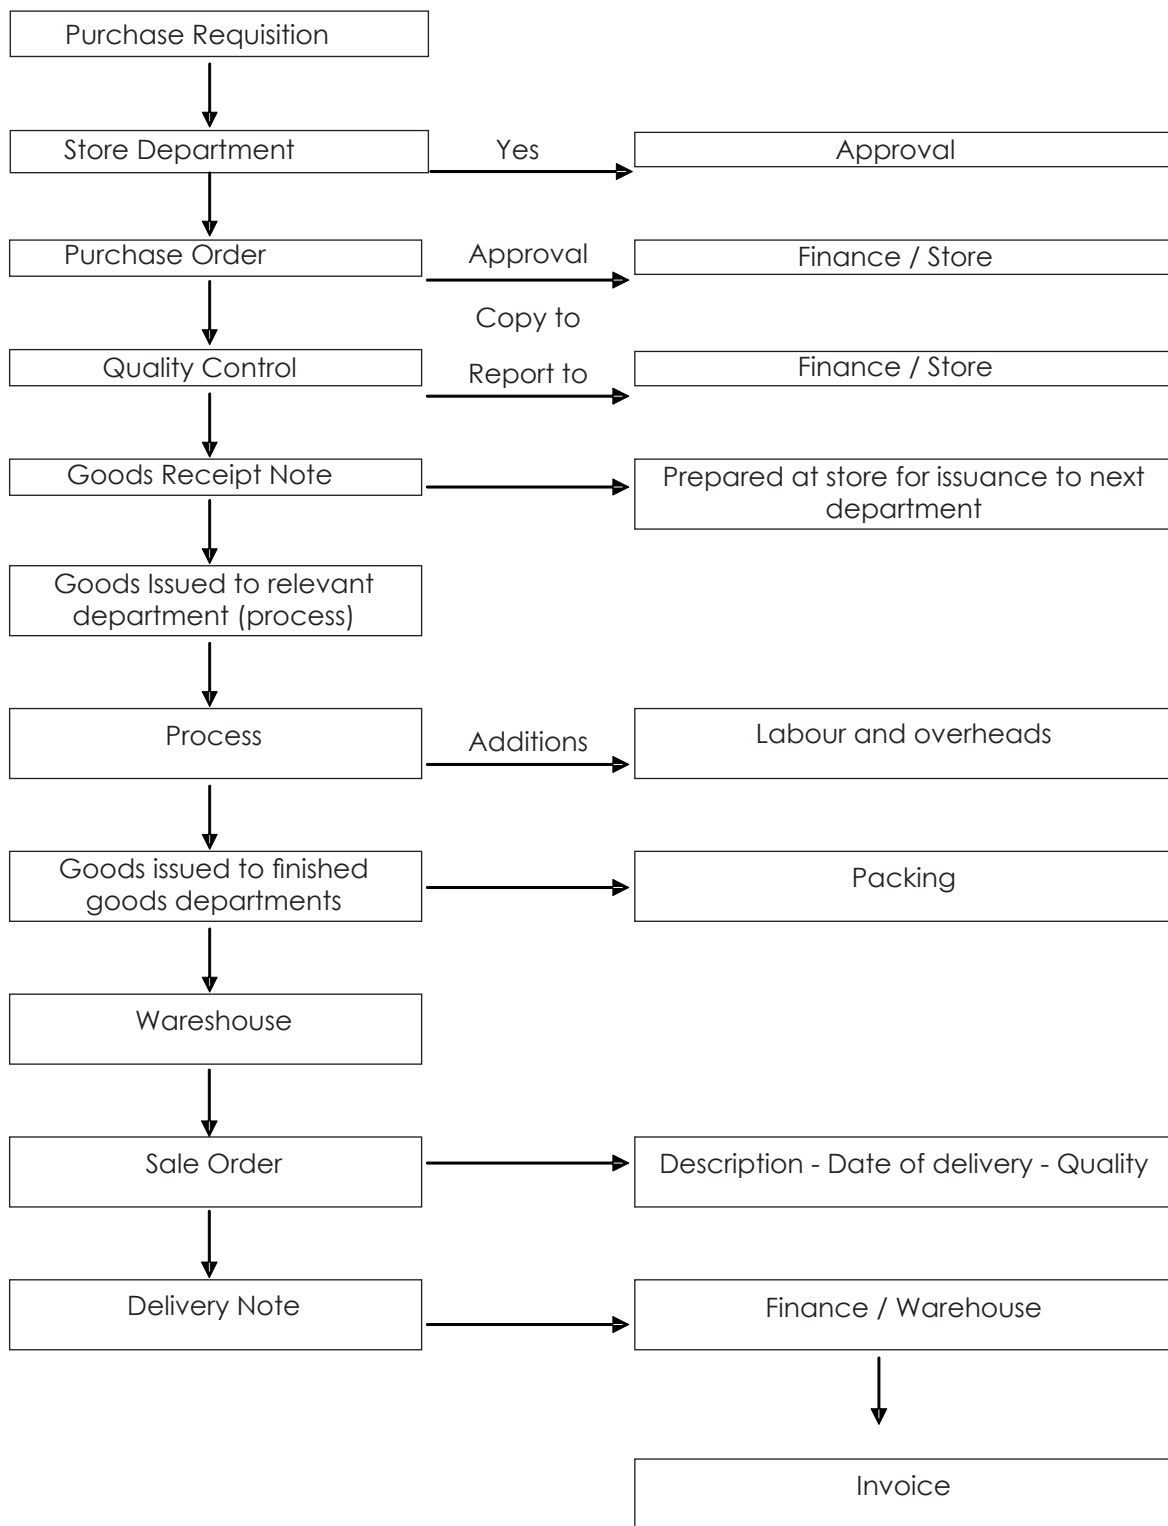 Purchase Requisition
Store Department
Yes
Approval
Purchase Order
Approval
Finance / Store
Copy to
Quality Control
Report to
Finance / Store
Goods Receipt Note
Prepared at store for issuance to next
department
Goods Issued to relevant
department (process)
Process
Additions
Labour and overheads
Goods issued to finished
goods departments
Packing
Wareshouse
Sale Order
Description - Date of delivery - Quality
Delivery Note
Finance / Warehouse
Invoice